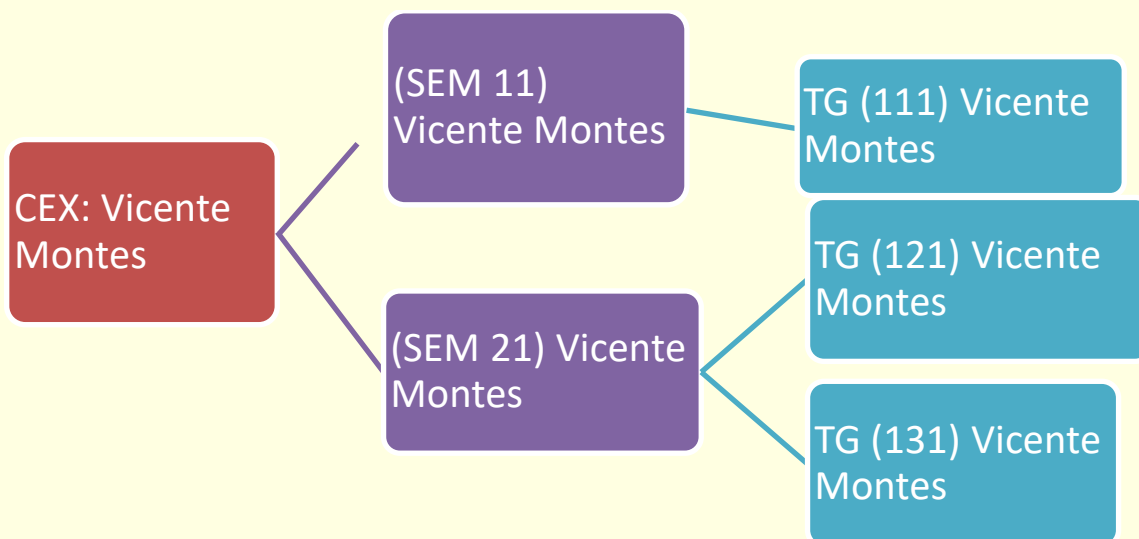 CEX: Vicente
Montes
(SEM 11)
Vicente Montes
(SEM 21) Vicente
Montes
TG (111) Vicente
Montes
TG (121) Vicente
Montes
TG (131) Vicente
Montes